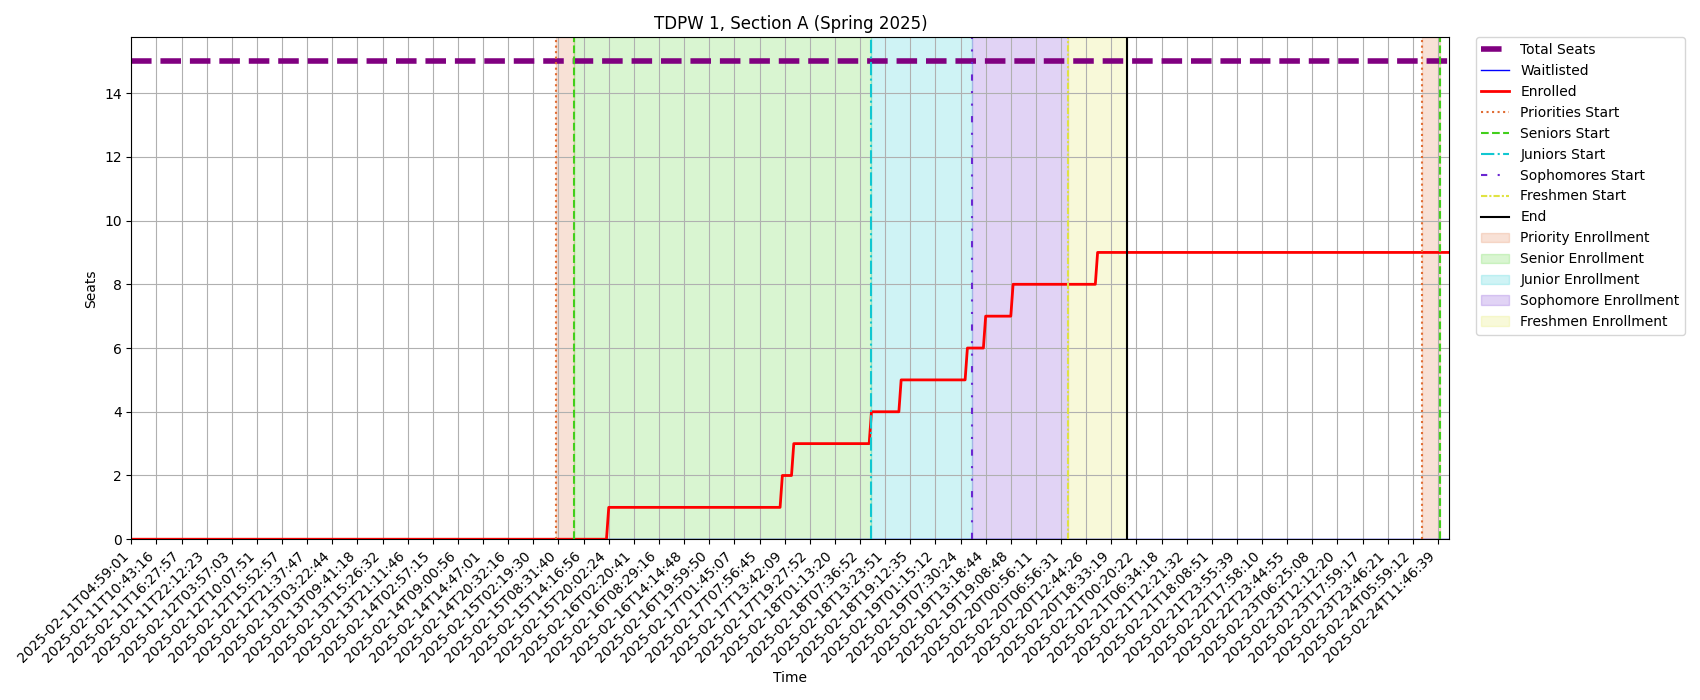 TDPW 1, Section A (Spring 2025)
Seats
14
12
10
8
6
4
2
0
2025-02-11T04:59:01
2025-02-11T10:43:16
2025-02-11T16:27:57
2025-02-11T22:12:23
2025-02-12T03:57:03
2025-02-12T10:07:51
2025-02-12T15:52:57
2025-02-12T21:37:47
2025-02-13T03:22:44
2025-02-13T09:41:18
2025-02-13T15:26:32
2025-02-13T21:11:46
2025-02-14T02:57:15
2025-02-14T09:00:56
2025-02-14T14:47:01
2025-02-14T20:32:16
2025-02-15T02:19:30
2025-02-15T08:31:40
2025-02-15T14:16:56
2025-02-15T20:02:24
2025-02-16T02:20:41
2025-02-16T08:29:16
2025-02-16T14:14:48
2025-02-16T19:59:50
2025-02-17T01:45:07
2025-02-17T07:56:45
2025-02-17T13:42:09
2025-02-17T19:27:52
2025-02-18T01:13:20
2025-02-18T07:36:52
2025-02-18T13:23:51
2025-02-18T19:12:35
2025-02-19T01:15:12
2025-02-19T07:30:24
2025-02-19T13:18:44
2025-02-19T19:08:48
2025-02-20T00:56:11
2025-02-20T06:56:31
2025-02-20T12:44:26
2025-02-20T18:33:19
2025-02-21T00:20:22
2025-02-21T06:34:18
2025-02-21T12:21:32
2025-02-21T18:08:51
2025-02-21T23:55:39
2025-02-22T17:58:10
2025-02-22T23:44:55
2025-02-23T06:25:08
2025-02-23T12:12:20
2025-02-23T17:59:17
2025-02-23T23:46:21
2025-02-24T05:59:12
2025-02-24T11:46:39
Time
Total Seats
Waitlisted
Enrolled
Priorities Start
Seniors Start
Juniors Start
Sophomores Start
Freshmen Start
End
Priority Enrollment
Senior Enrollment
Junior Enrollment
Sophomore Enrollment
Freshmen Enrollment